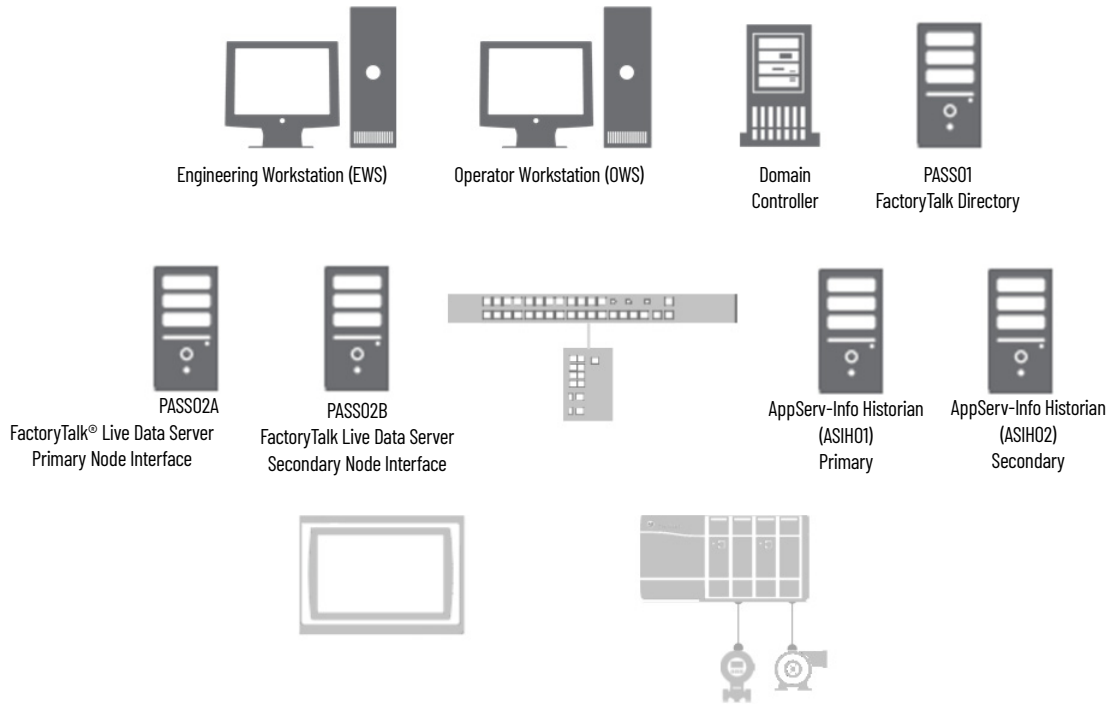 Engineering Workstation (EWS)
Operator Workstation (OWS)
Domain
Controller
PASS01
FactoryTalk Directory
PASS02A
FactoryTalk® Live Data Server
Primary Node Interface
PASS02B
FactoryTalk Live Data Server
Secondary Node Interface
AppServ-Info Historian
(ASIH01)
Primary
AppServ-Info Historian
(ASIH02)
Secondary